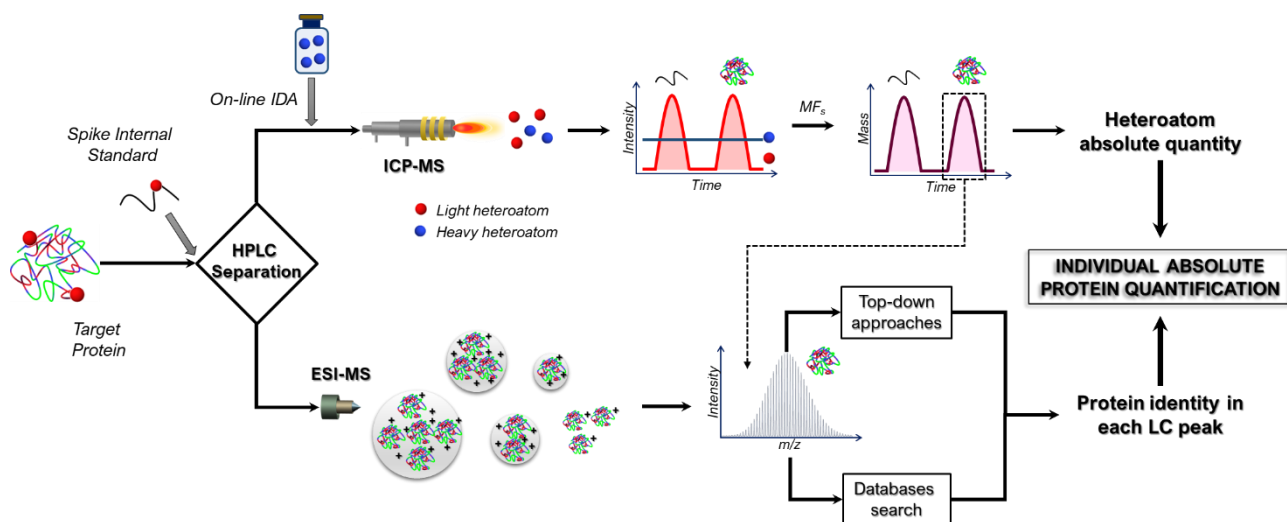 On-line IDA
Spike Internal
Standard
HPLC
Separation
Target
Protein
ICP-MS
Light heteroatom
Heavy heteroatom
Intensity
Time
MFs
Mass
Time
Heteroatom
absolute quantity
INDIVIDUAL ABSOLUTE
PROTEIN QUANTIFICATION
ESI-MS
Intensity
m/z
Top-down
approaches
Databases
search
Protein identity in
each LC peak